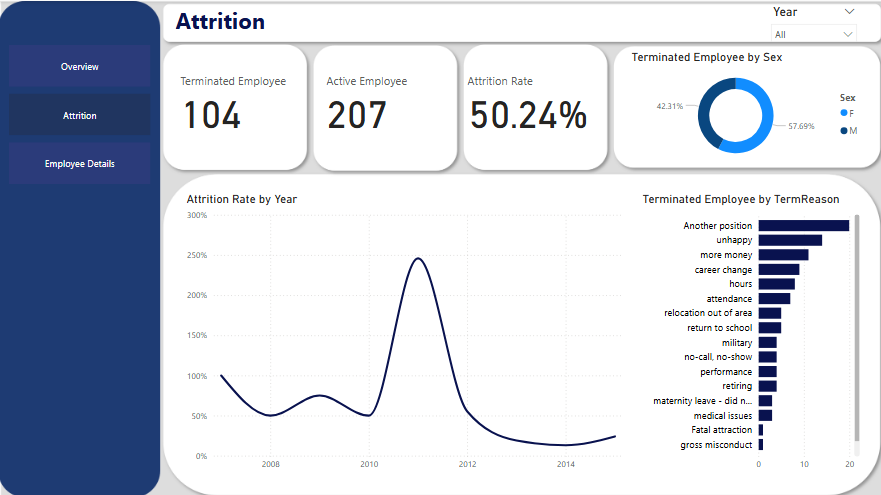 Attrition
Year
All
Overview
Attrition
Employee Details
Terminated Employee
104
Active Employee
207
Attrition Rate
50.24%
Terminated Employee by Sex
42.31%
57.69%
Sex
F
M
Attrition Rate by Year
300%
250%
200%
150%
100%
50%
0%
2008
2010
2012
2014
Terminated Employee by TermReason
Another position
unhappy
more money
career change
hours
attendance
relocation out of area
return to school
military
no-call, no-show
performance
retiring
maternity leave - did n...
medical issues
Fatal attraction
gross misconduct
0
10
20